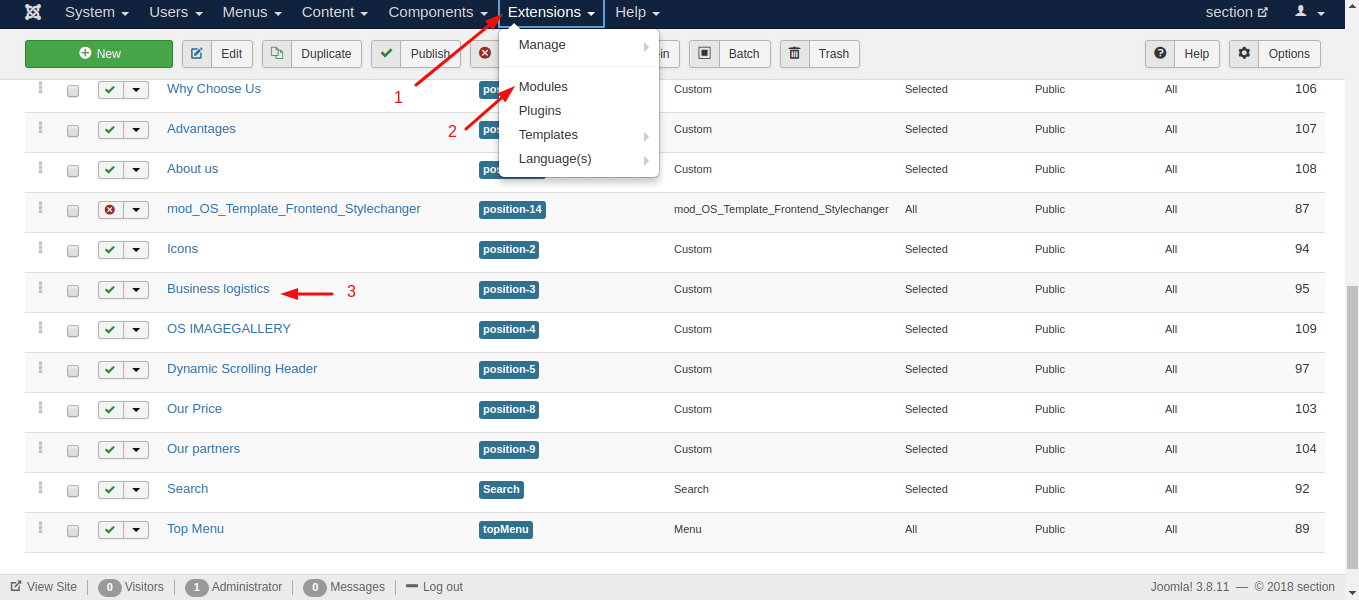 System Users Menus Content Components Extensions Help section
New Edit Duplicate Publish in Batch Trash Help Options
Manage
Modules
Plugins
Templates
Language(s)
1
2
Why Choose Us pos Custom Selected Public All 106
Advantages pos Custom Selected Public All 107
About us pos Custom Selected Public All 108
mod_OS_Template_Frontend_Stylechanger position-14 mod_OS_Template_Frontend_Stylechanger All Public All 87
Icons position-2 Custom Selected Public All 94
Business logistics 3 position-3 Custom Selected Public All 95
OS IMAGEGALLERY position-4 Custom Selected Public All 109
Dynamic Scrolling Header position-5 Custom Selected Public All 97
Our Price position-8 Custom Selected Public All 103
Our partners position-9 Custom Selected Public All 104
Search Search Search Selected Public All 92
Top Menu topMenu Menu All Public All 89
View Site 0 Visitors 1 Administrator 0 Messages Log out Joomla! 3.8.11 — © 2018 section